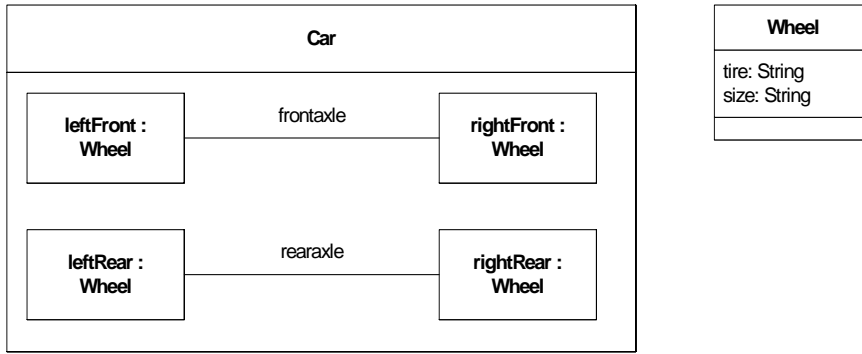 Car
leftFront :
Wheel
frontaxle
rightFront :
Wheel
leftRear :
Wheel
rearaxle
rightRear :
Wheel
Wheel
tire: String
size: String